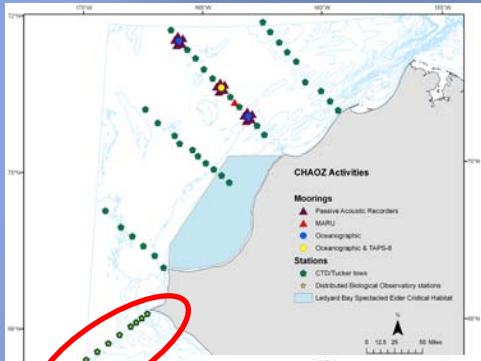 CHAOZ Activities
Moorings
Passive Acoustic Recorders
MARU
Oceanographic
Oceanographic & TAPS-8
Stations
CTD/Tucker tows
Distributed Biological Observatory stations
Ledyard Bay Spectacled Eider Critical Habitat
N
0 12.5 25 50 Miles